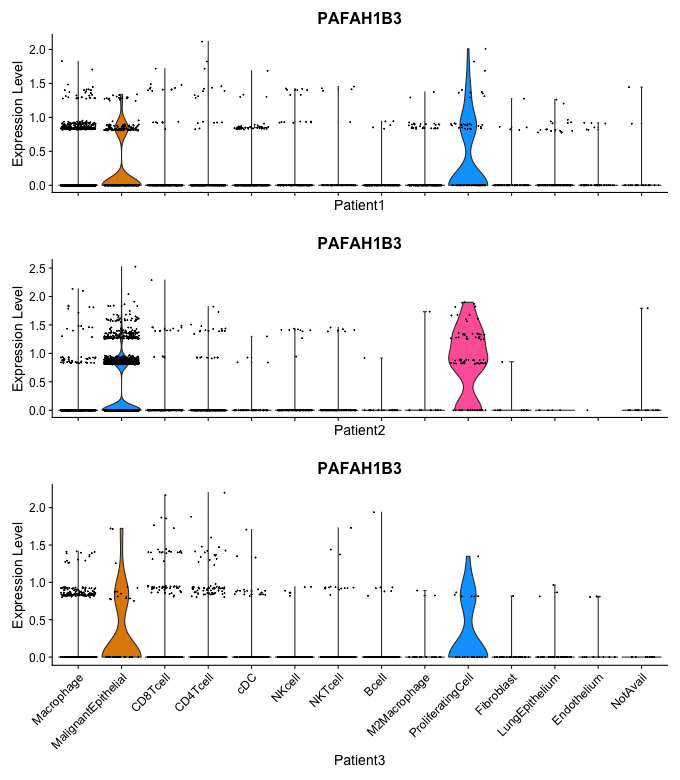 PAFAH1B3
Expression Level
2.0
1.5
1.0
0.5
0.0
Patient1
PAFAH1B3
Expression Level
2.5
2.0
1.5
1.0
0.5
0.0
Patient2
PAFAH1B3
Expression Level
2.0
1.5
1.0
0.5
0.0
Macrophage
MalignantEpithelial
CD8Tcell
CD4Tcell
cDC
NKcell
NKTcell
Bcell
M2Macrophage
ProliferatingCell
Fibroblast
LungEpithelium
Endothelium
NotAvail
Patient3